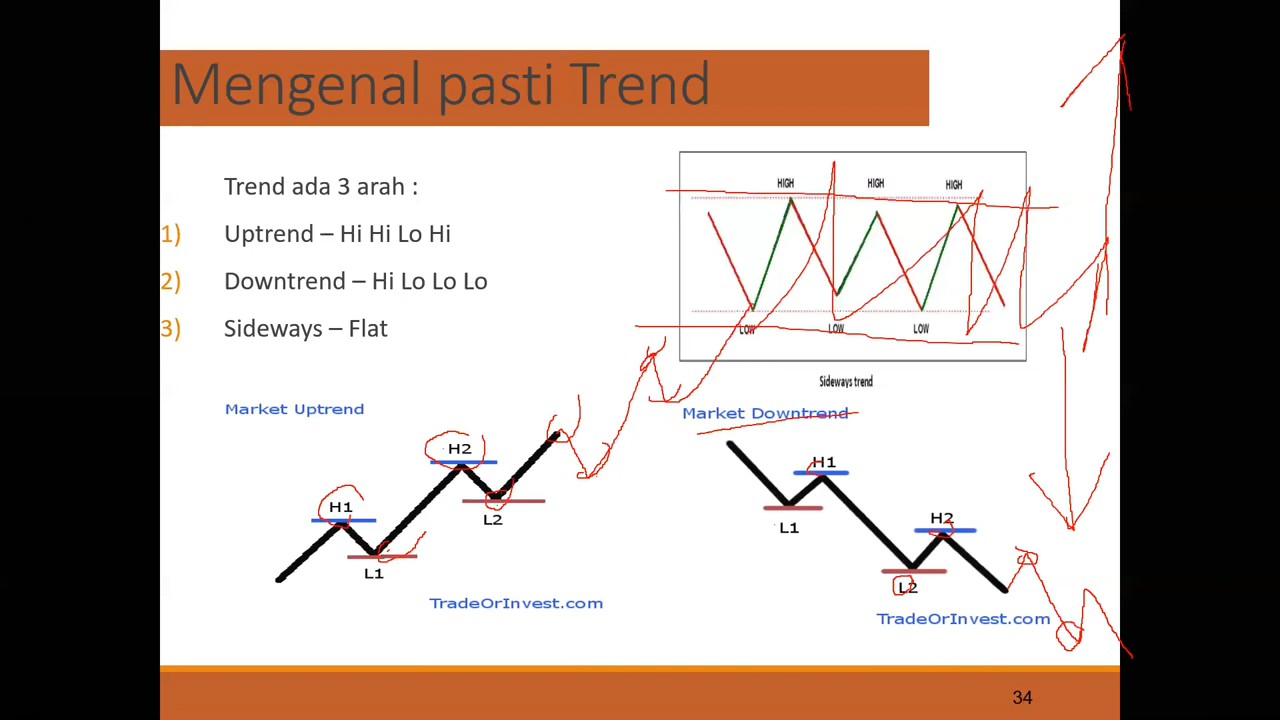 Mengenal pasti Trend
Trend ada 3 arah :
1) Uptrend – Hi Hi Lo Hi
2) Downtrend – Hi Lo Lo Lo
3) Sideways – Flat
HIGH HIGH HIGH
LOW LOW LOW
Sideways trend
Market Uptrend
H1
L1
H2
L2
TradeOrInvest.com
Market Downtrend
H1
L1
H2
L2
TradeOrInvest.com
34